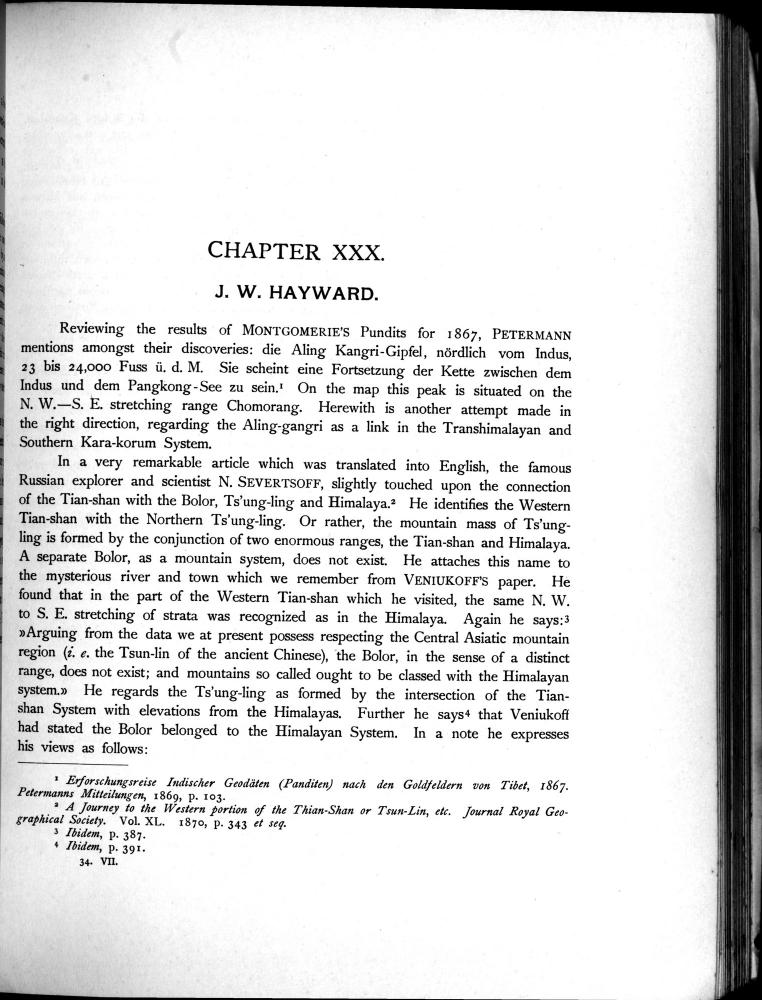 CHAPTER XXX.
J. W. HAYWARD.
Reviewing the results of MONTGOMERIE'S Pundits for 1867, PETERMANN
mentions amongst their discoveries: die Aling Kangri-Gipfel, nördlich vom Indus,
23 bis 24,000 Fuss ü. d. M. Sie scheint eine Fortsetzung der Kette zwischen dem
Indus und dem Pangkong-See zu sein.¹ On the map this peak is situated on the
N. W.—S. E. stretching range Chomorang. Herewith is another attempt made in
the right direction, regarding the Aling-gangri as a link in the Transhimalayan and
Southern Kara-korum System.
In a very remarkable article which was translated into English, the famous
Russian explorer and scientist N. SEVERTSOFF, slightly touched upon the connection
of the Tian-shan with the Bolor, Ts'ung-ling and Himalaya.² He identifies the Western
Tian-shan with the Northern Ts'ung-ling. Or rather, the mountain mass of Ts'ung-
ling is formed by the conjunction of two enormous ranges, the Tian-shan and Himalaya.
A separate Bolor, as a mountain system, does not exist. He attaches this name to
the mysterious river and town which we remember from VENIUKOFF'S paper. He
found that in the part of the Western Tian-shan which he visited, the same N. W.
to S. E. stretching of strata was recognized as in the Himalaya. Again he says:³
»Arguing from the data we at present possess respecting the Central Asiatic mountain
region (i. e. the Tsun-lin of the ancient Chinese), the Bolor, in the sense of a distinct
range, does not exist; and mountains so called ought to be classed with the Himalayan
system.» He regards the Ts'ung-ling as formed by the intersection of the Tian-
shan System with elevations from the Himalayas. Further he says⁴ that Veniukoff
had stated the Bolor belonged to the Himalayan System. In a note he expresses
his views as follows:
¹ Erforschungsreise Indischer Geodäten (Panditen) nach den Goldfeldern von Tibet, 1867.
Petermanns Mitteilungen, 1869, p. 103.
² A Journey to the Western portion of the Thian-Shan or Tsun-Lin, etc. Journal Royal Geo-
graphical Society. Vol. XL. 1870, p. 343 et seq.
³ Ibidem, p. 387.
⁴ Ibidem, p. 391.
34. VII.